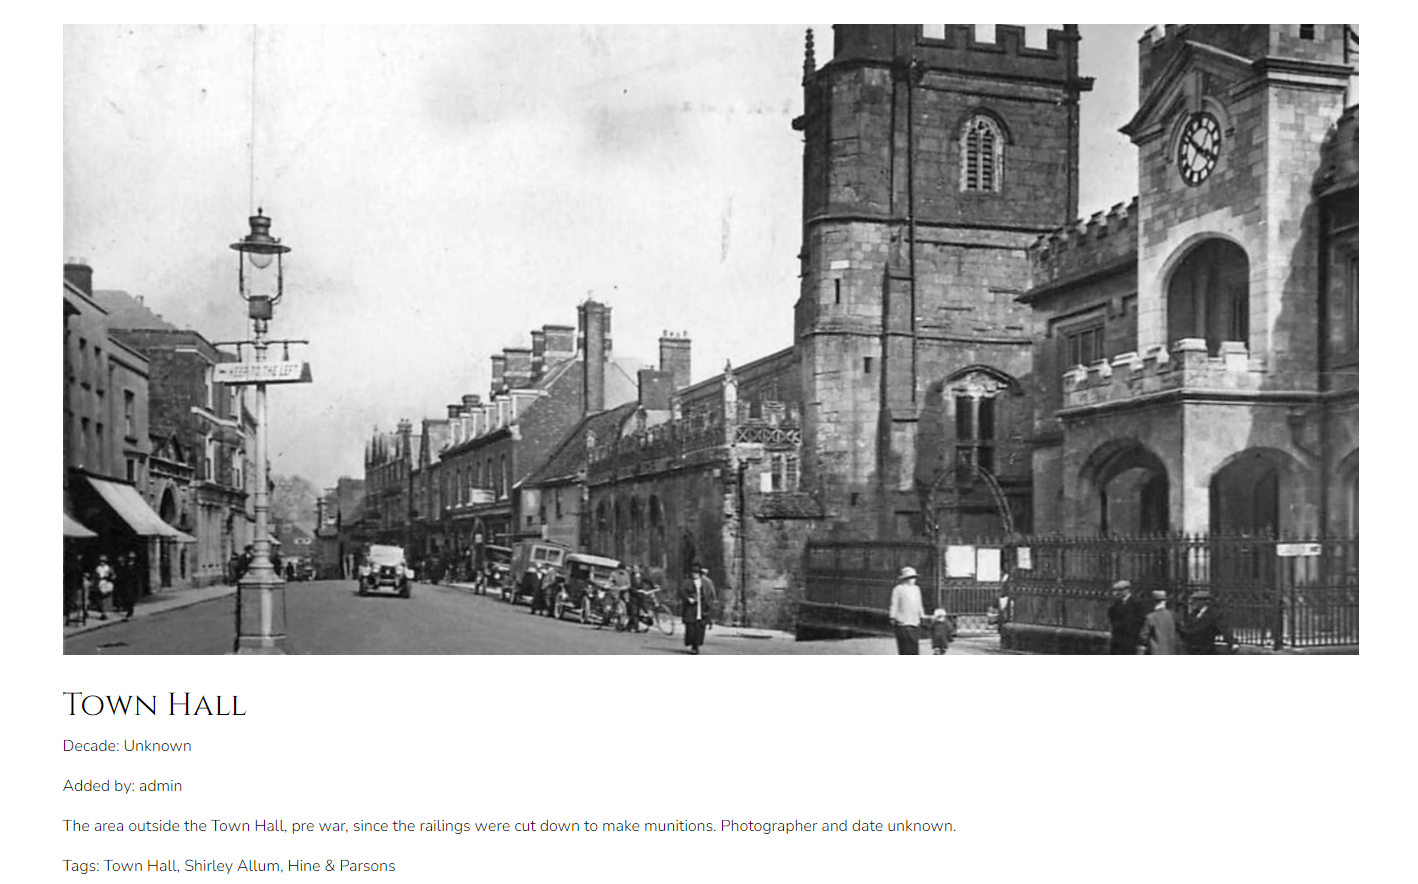 KEEP TO THE LEFT
Town Hall
Decade: Unknown
Added by: admin
The area outside the Town Hall, pre war, since the railings were cut down to make munitions. Photographer and date unknown.
Tags: Town Hall, Shirley Allum, Hine & Parsons